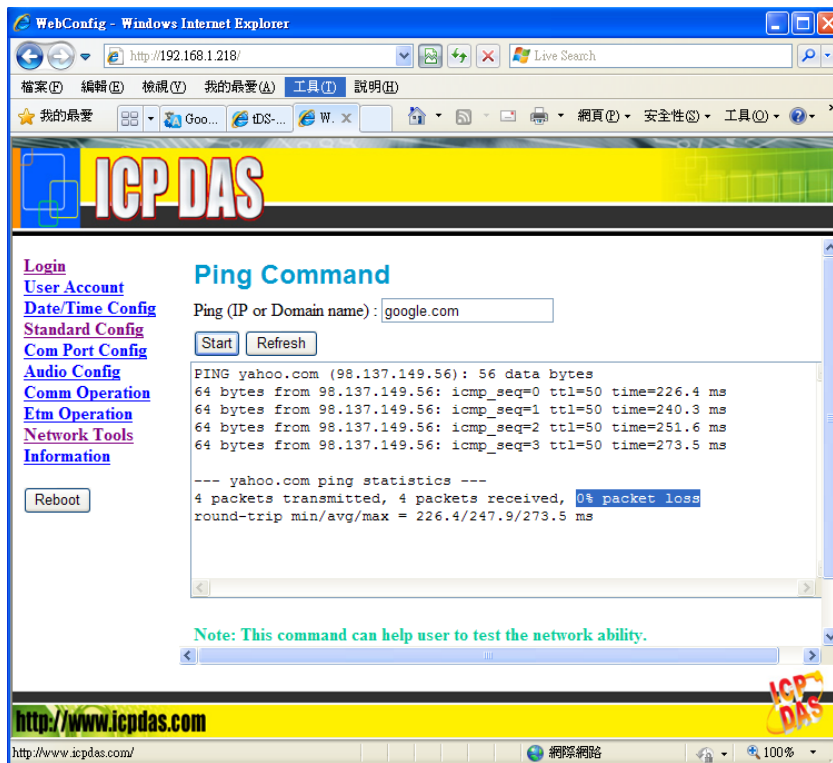 WebConfig - Windows Internet Explorer
http://192.168.1.218/
Live Search
檔案(F) 編輯(E) 檢視(V) 我的最愛(A) 工具(T) 說明(H)
我的最愛 Goo... tDS-... W. 網頁(P) 安全性(S) 工具(O)
ICP DAS
Login
User Account
Date/Time Config
Standard Config
Com Port Config
Audio Config
Comm Operation
Etm Operation
Network Tools
Information
Reboot
Ping Command
Ping (IP or Domain name) : google.com
Start Refresh
PING yahoo.com (98.137.149.56): 56 data bytes
64 bytes from 98.137.149.56: icmp_seq=0 ttl=50 time=226.4 ms
64 bytes from 98.137.149.56: icmp_seq=1 ttl=50 time=240.3 ms
64 bytes from 98.137.149.56: icmp_seq=2 ttl=50 time=251.6 ms
64 bytes from 98.137.149.56: icmp_seq=3 ttl=50 time=273.5 ms
--- yahoo.com ping statistics ---
4 packets transmitted, 4 packets received, 0% packet loss
round-trip min/avg/max = 226.4/247.9/273.5 ms
Note: This command can help user to test the network ability.
ICP DAS
http://www.icpdas.com
http://www.icpdas.com/ 網際網路 100%